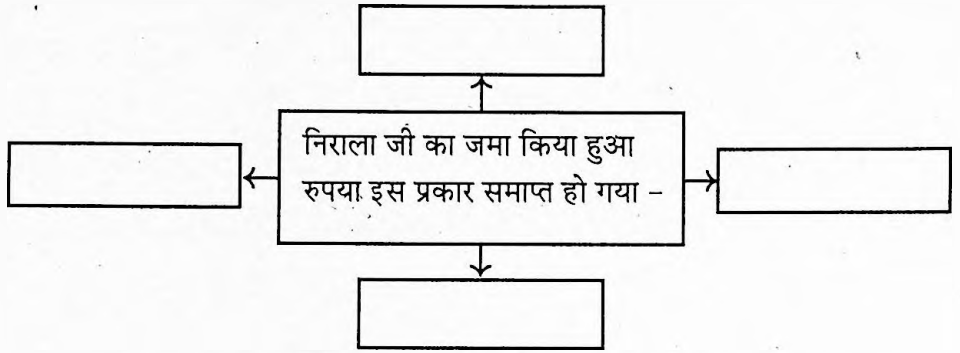 निराला जी का जमा किया हुआ
रुपया इस प्रकार समाप्त हो गया –